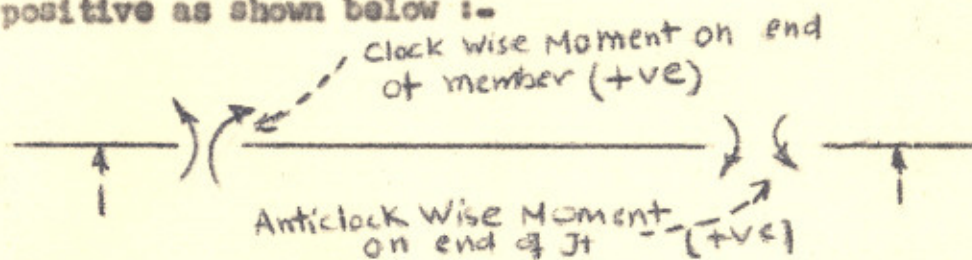 positive as shown below :-
Clock Wise Moment on end
of member (+ve)
Anticlock Wise Moment
on end of Jt (+ve)